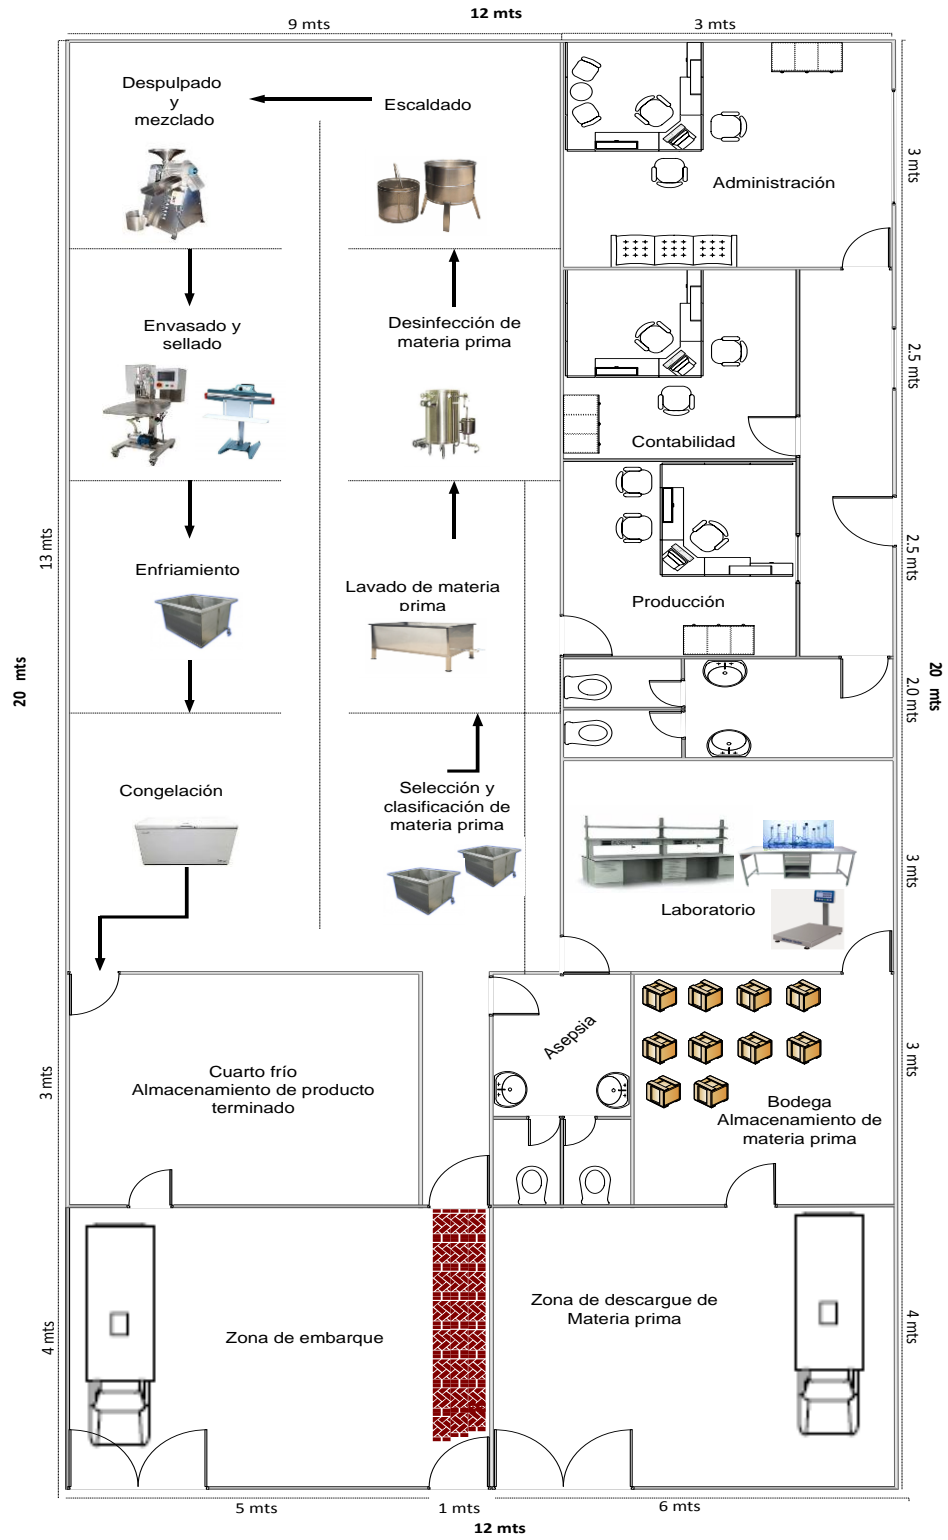 12 mts
9 mts
3 mts
Despulpado
y
mezclado
Escaldado
Administración
3 mts
Envasado y
sellado
Desinfección de
materia prima
2.5 mts
Contabilidad
13 mts
Enfriamiento
Lavado de materia
prima
Producción
2.5 mts
20 mts
2.0 mts
20 mts
Congelación
Selección y
clasificación de
materia prima
Laboratorio
3 mts
Asepsia
Cuarto frío
Almacenamiento de producto
terminado
3 mts
Bodega
Almacenamiento de
materia prima
3 mts
Zona de embarque
Zona de descargue de
Materia prima
4 mts
4 mts
5 mts
1 mts
6 mts
12 mts